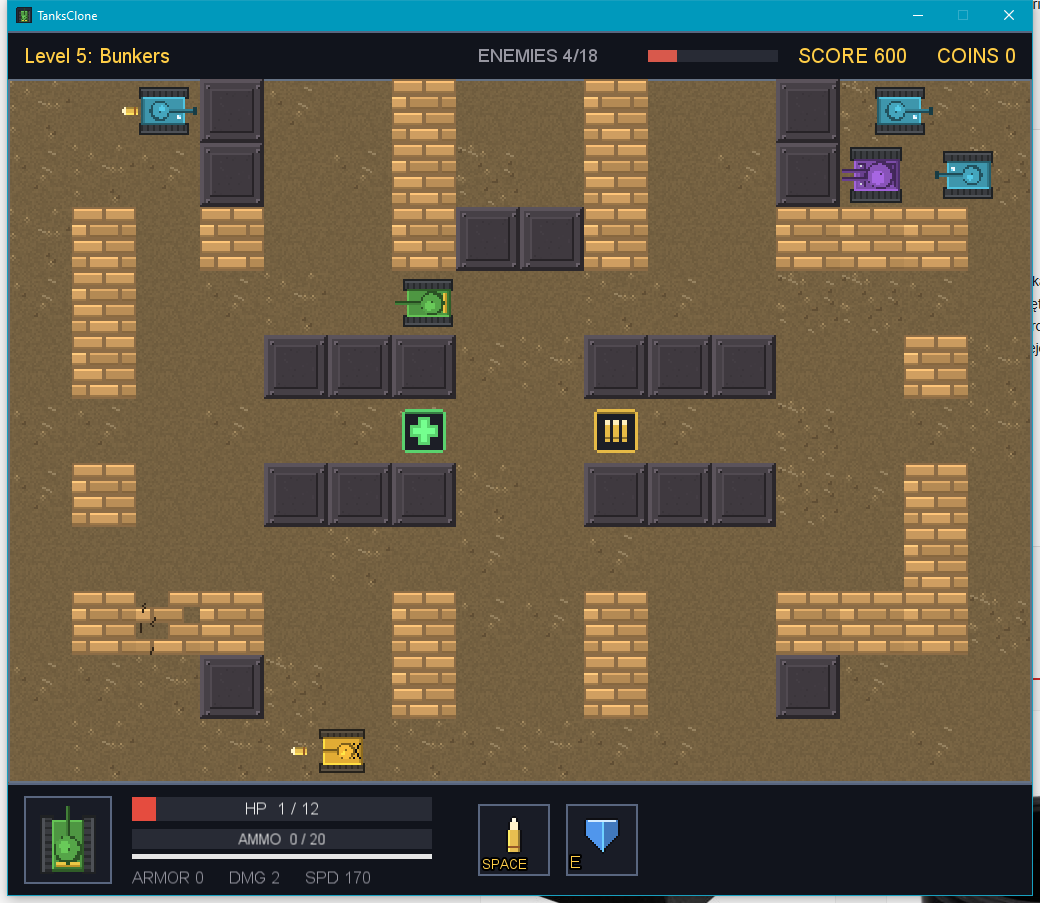 TanksClone
Level 5: Bunkers ENEMIES 4/18 SCORE 600 COINS 0
HP 1 / 12
AMMO 0 / 20
ARMOR 0 DMG 2 SPD 170
SPACE
E